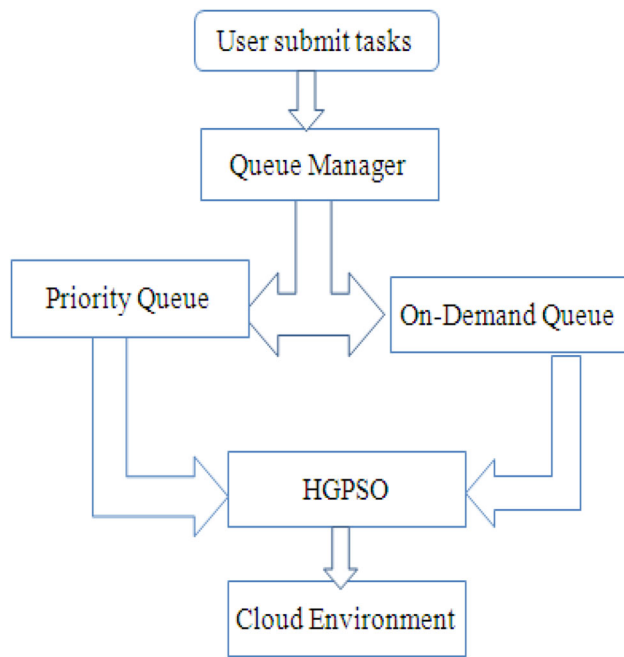 User submit tasks
Queue Manager
Priority Queue
On-Demand Queue
HGPSO
Cloud Environment